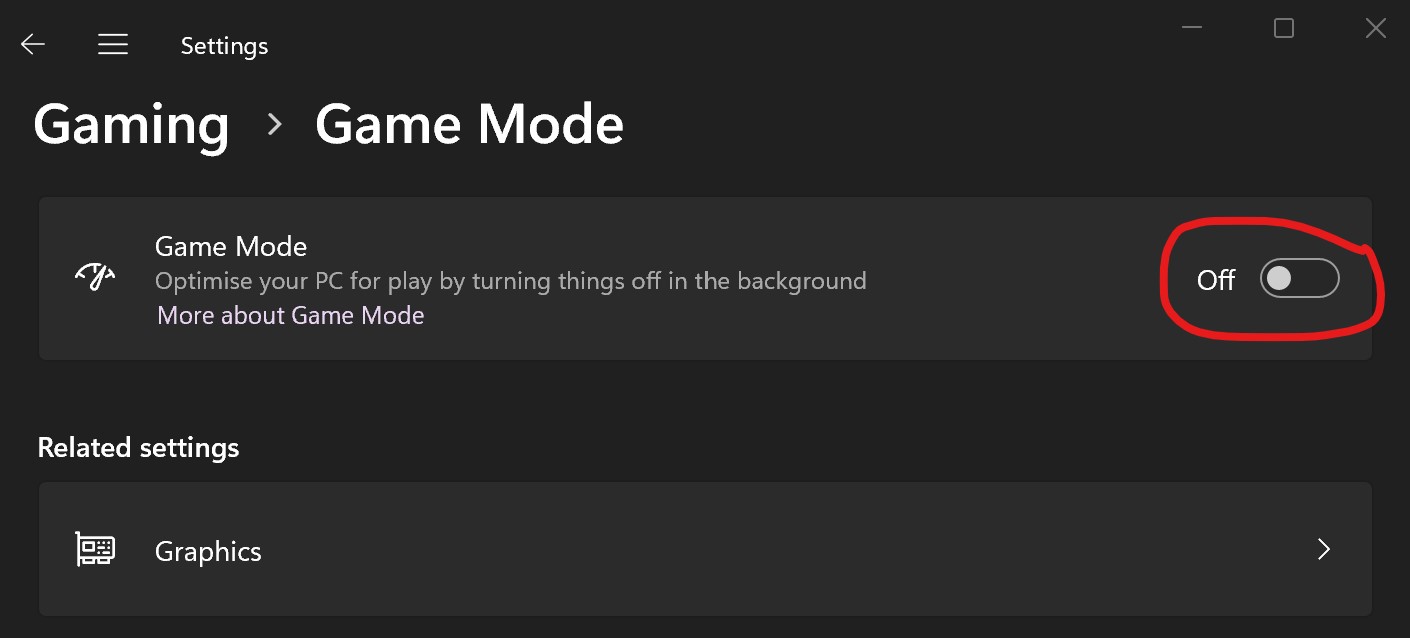 Settings
Gaming > Game Mode
Game Mode
Optimise your PC for play by turning things off in the background
More about Game Mode
Off
Related settings
Graphics